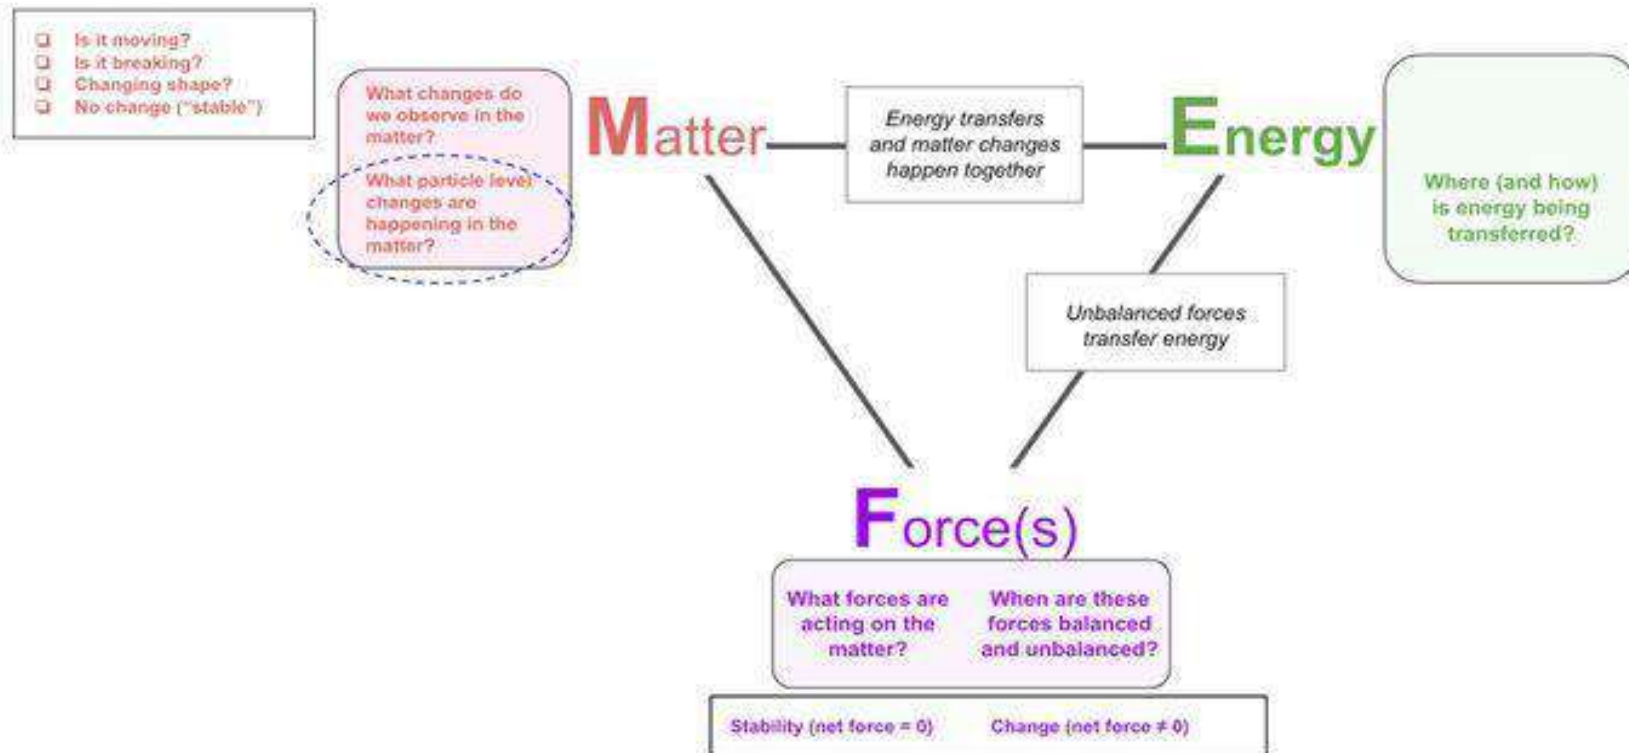 ❑ Is it moving?
❑ Is it breaking?
❑ Changing shape?
❑ No change (“stable”)
What changes do
we observe in the
matter?
What particle level
changes are
happening in the
matter?
Matter
Energy transfers
and matter changes
happen together
Energy
Where (and how)
is energy being
transferred?
Unbalanced forces
transfer energy
Force(s)
What forces are
acting on the
matter?
When are these
forces balanced
and unbalanced?
Stability (net force = 0)
Change (net force ≠ 0)